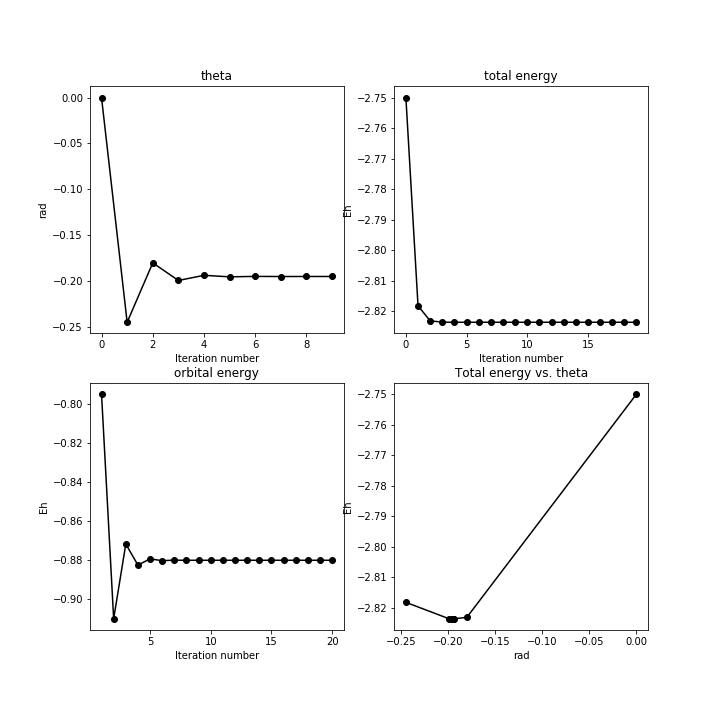 theta
0.00
−0.05
−0.10
−0.15
−0.20
−0.25
rad
0 2 4 6 8
Iteration number
total energy
−2.75
−2.76
−2.77
−2.78
−2.79
−2.80
−2.81
−2.82
Eh
0 5 10 15
Iteration number
orbital energy
−0.80
−0.82
−0.84
−0.86
−0.88
−0.90
Eh
5 10 15 20
Iteration number
Total energy vs. theta
−2.75
−2.76
−2.77
−2.78
−2.79
−2.80
−2.81
−2.82
Eh
−0.25 −0.20 −0.15 −0.10 −0.05 0.00
rad